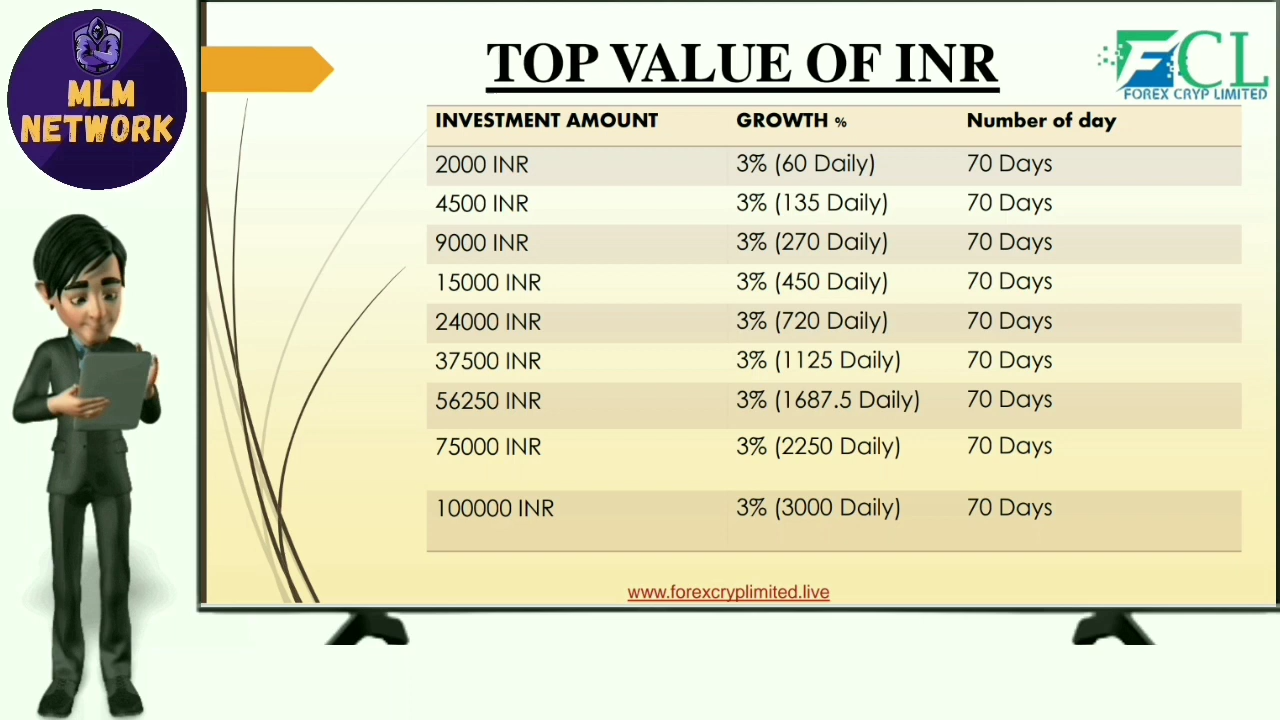 MLM
NETWORK
TOP VALUE OF INR
FCL
FOREX CRYP LIMITED
INVESTMENT AMOUNT GROWTH % Number of day
2000 INR 3% (60 Daily) 70 Days
4500 INR 3% (135 Daily) 70 Days
9000 INR 3% (270 Daily) 70 Days
15000 INR 3% (450 Daily) 70 Days
24000 INR 3% (720 Daily) 70 Days
37500 INR 3% (1125 Daily) 70 Days
56250 INR 3% (1687.5 Daily) 70 Days
75000 INR 3% (2250 Daily) 70 Days
100000 INR 3% (3000 Daily) 70 Days
www.forexcryplimited.live